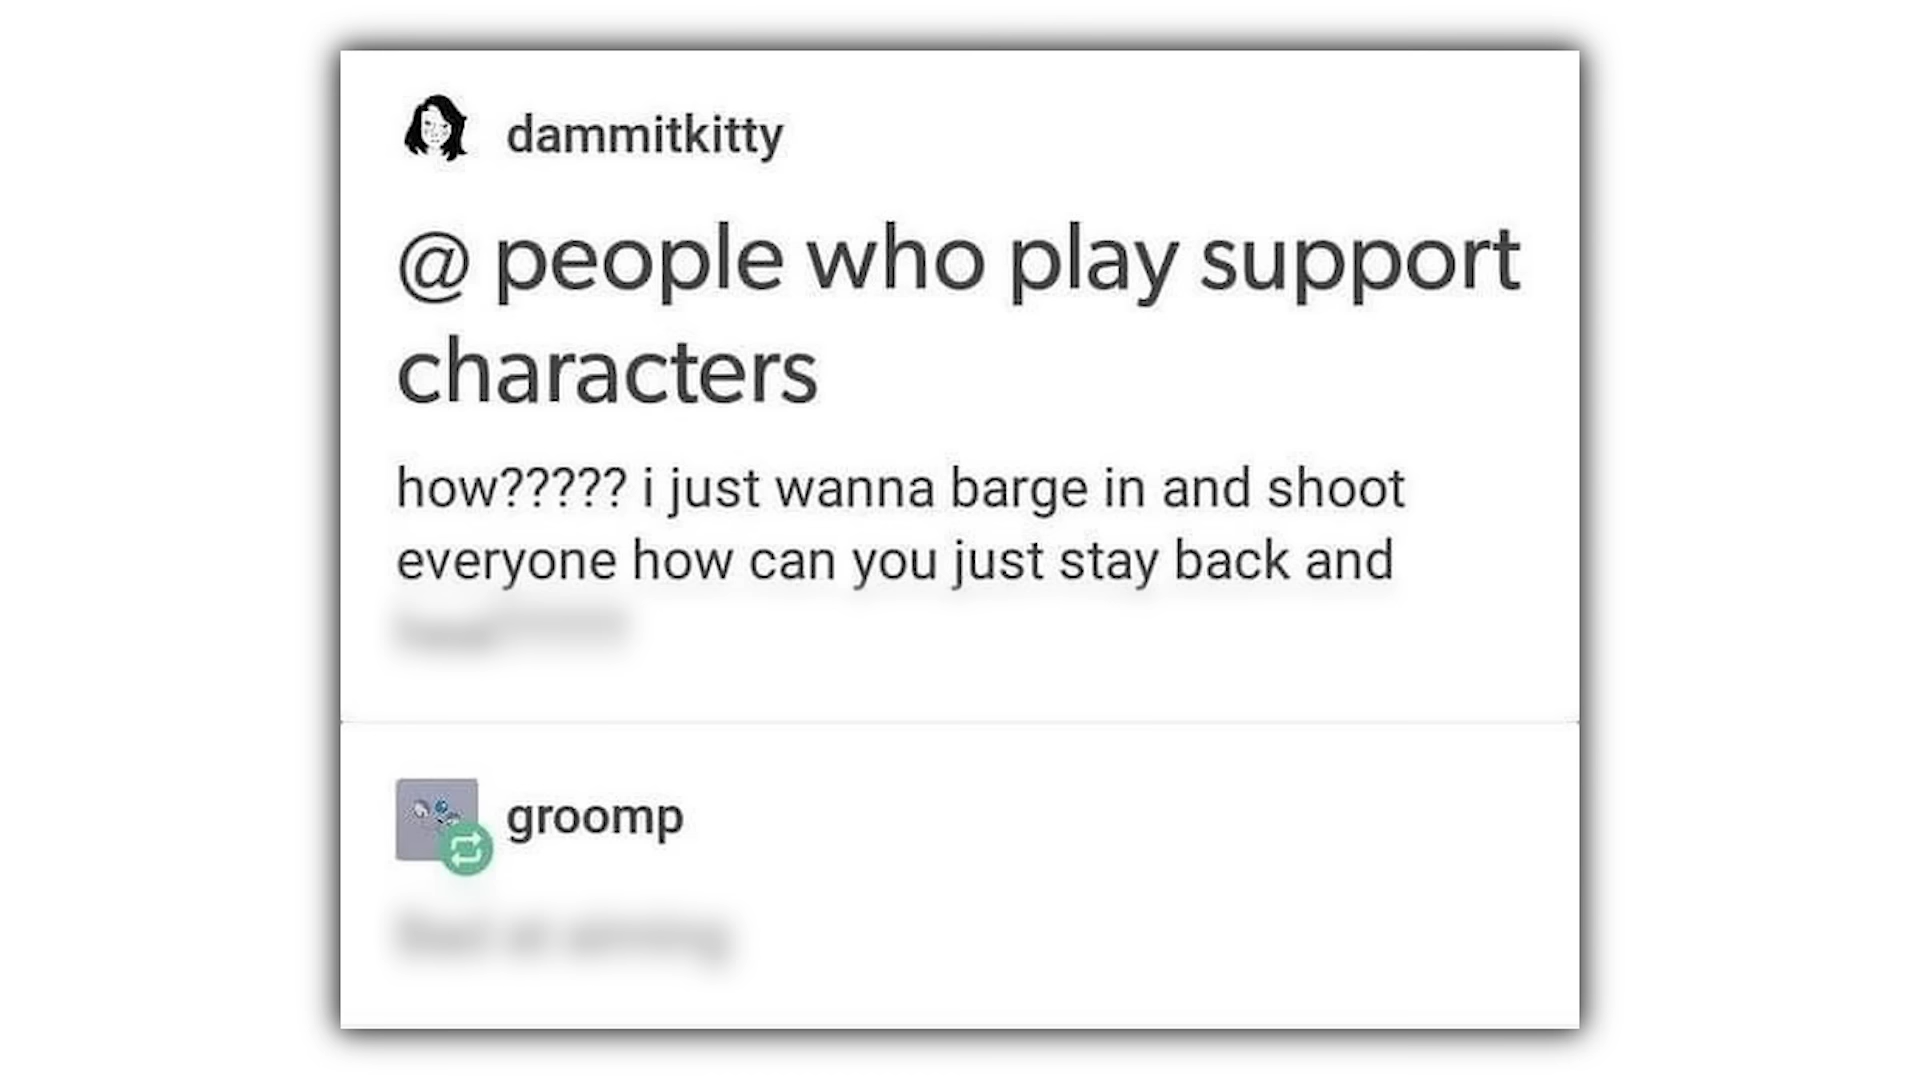 dammitkitty
@ people who play support
characters
how????? i just wanna barge in and shoot
everyone how can you just stay back and
groomp